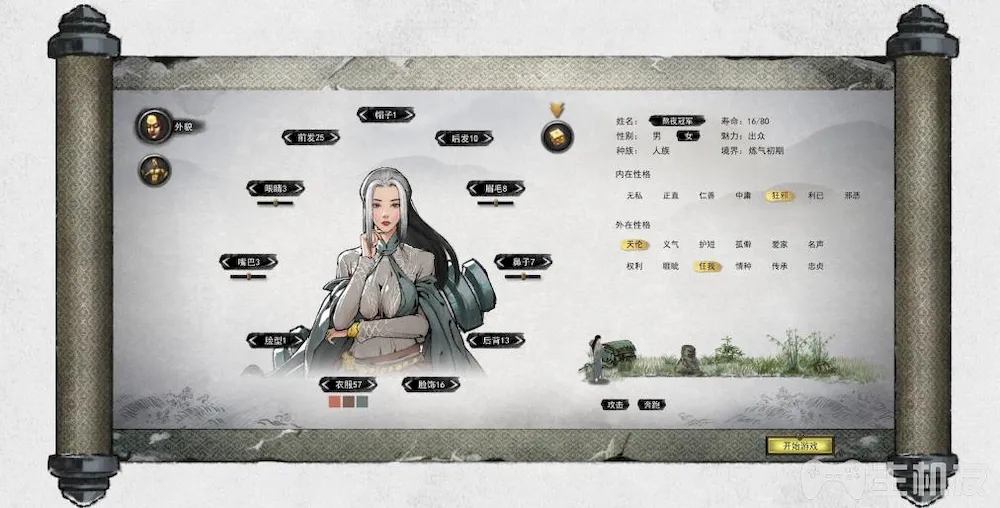 外貌
帽子1
前发25
后发10
眼睛3
眉毛8
嘴巴3
鼻子7
脸型1
后背13
衣服57
脸饰16
姓名： 熬夜冠军 寿命：16/80
性别： 男 女 魅力：出众
种族： 人族 境界：炼气初期
内在性格
无私 正直 仁善 中庸 狂邪 利己 邪恶
外在性格
天伦 义气 护短 孤僻 爱家 名声
权利 睚眦 任我 情种 传承 忠贞
攻击 奔跑
开始游戏